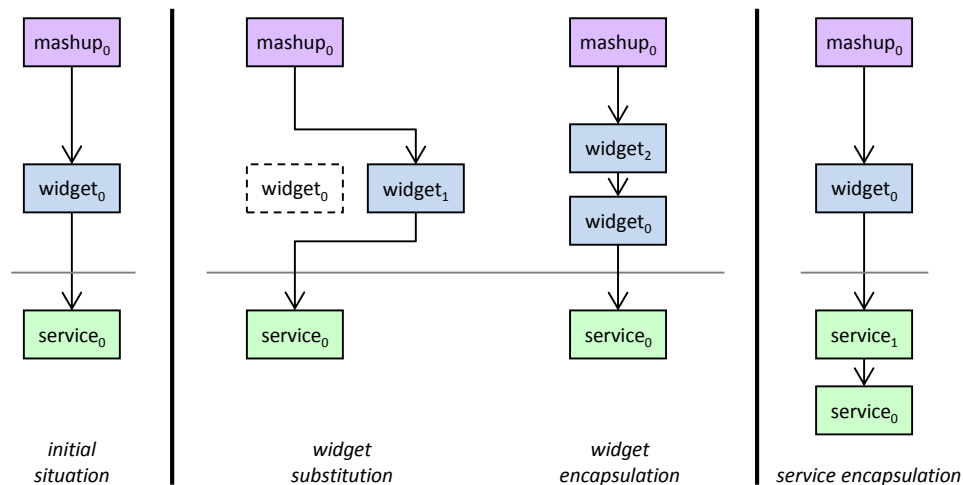 mashup₀
widget₀
service₀
initial
situation
mashup₀
widget₀
widget₁
service₀
widget
substitution
mashup₀
widget₂
widget₀
service₀
widget
encapsulation
mashup₀
widget₀
service₁
service₀
service encapsulation